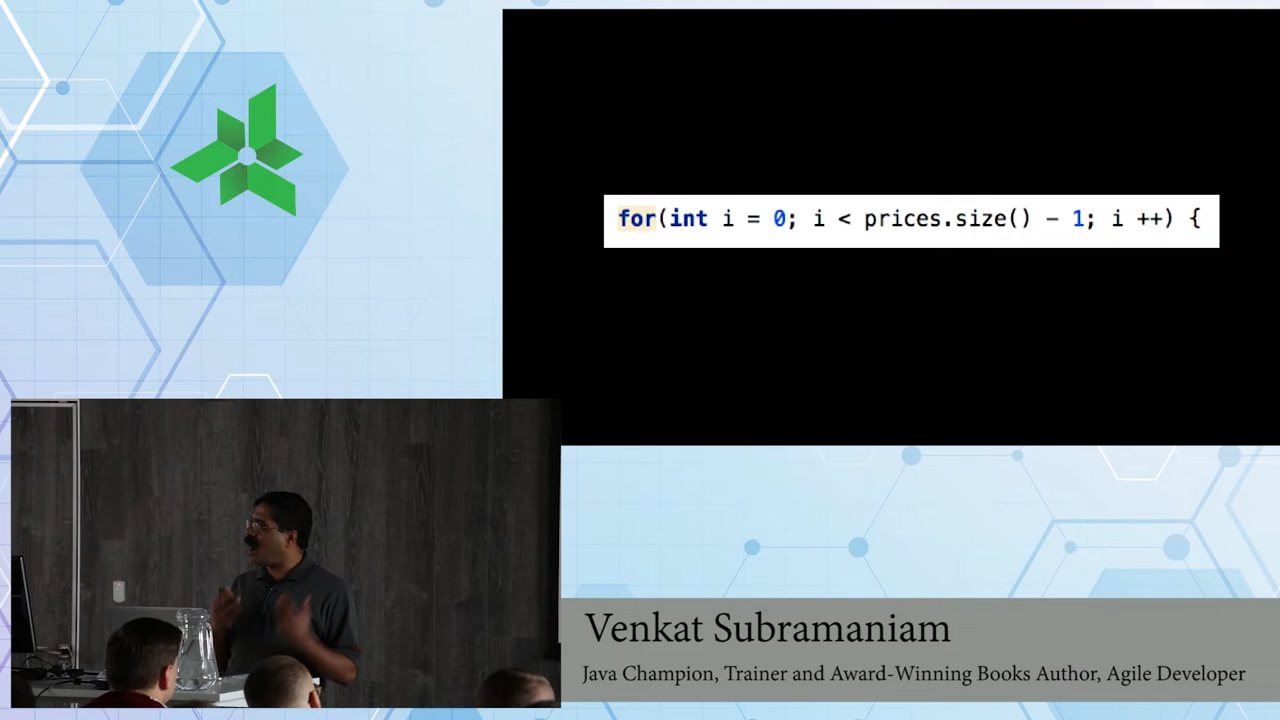 for(int i = 0; i < prices.size() - 1; i ++) {
Venkat Subramaniam
Java Champion, Trainer and Award-Winning Books Author, Agile Developer